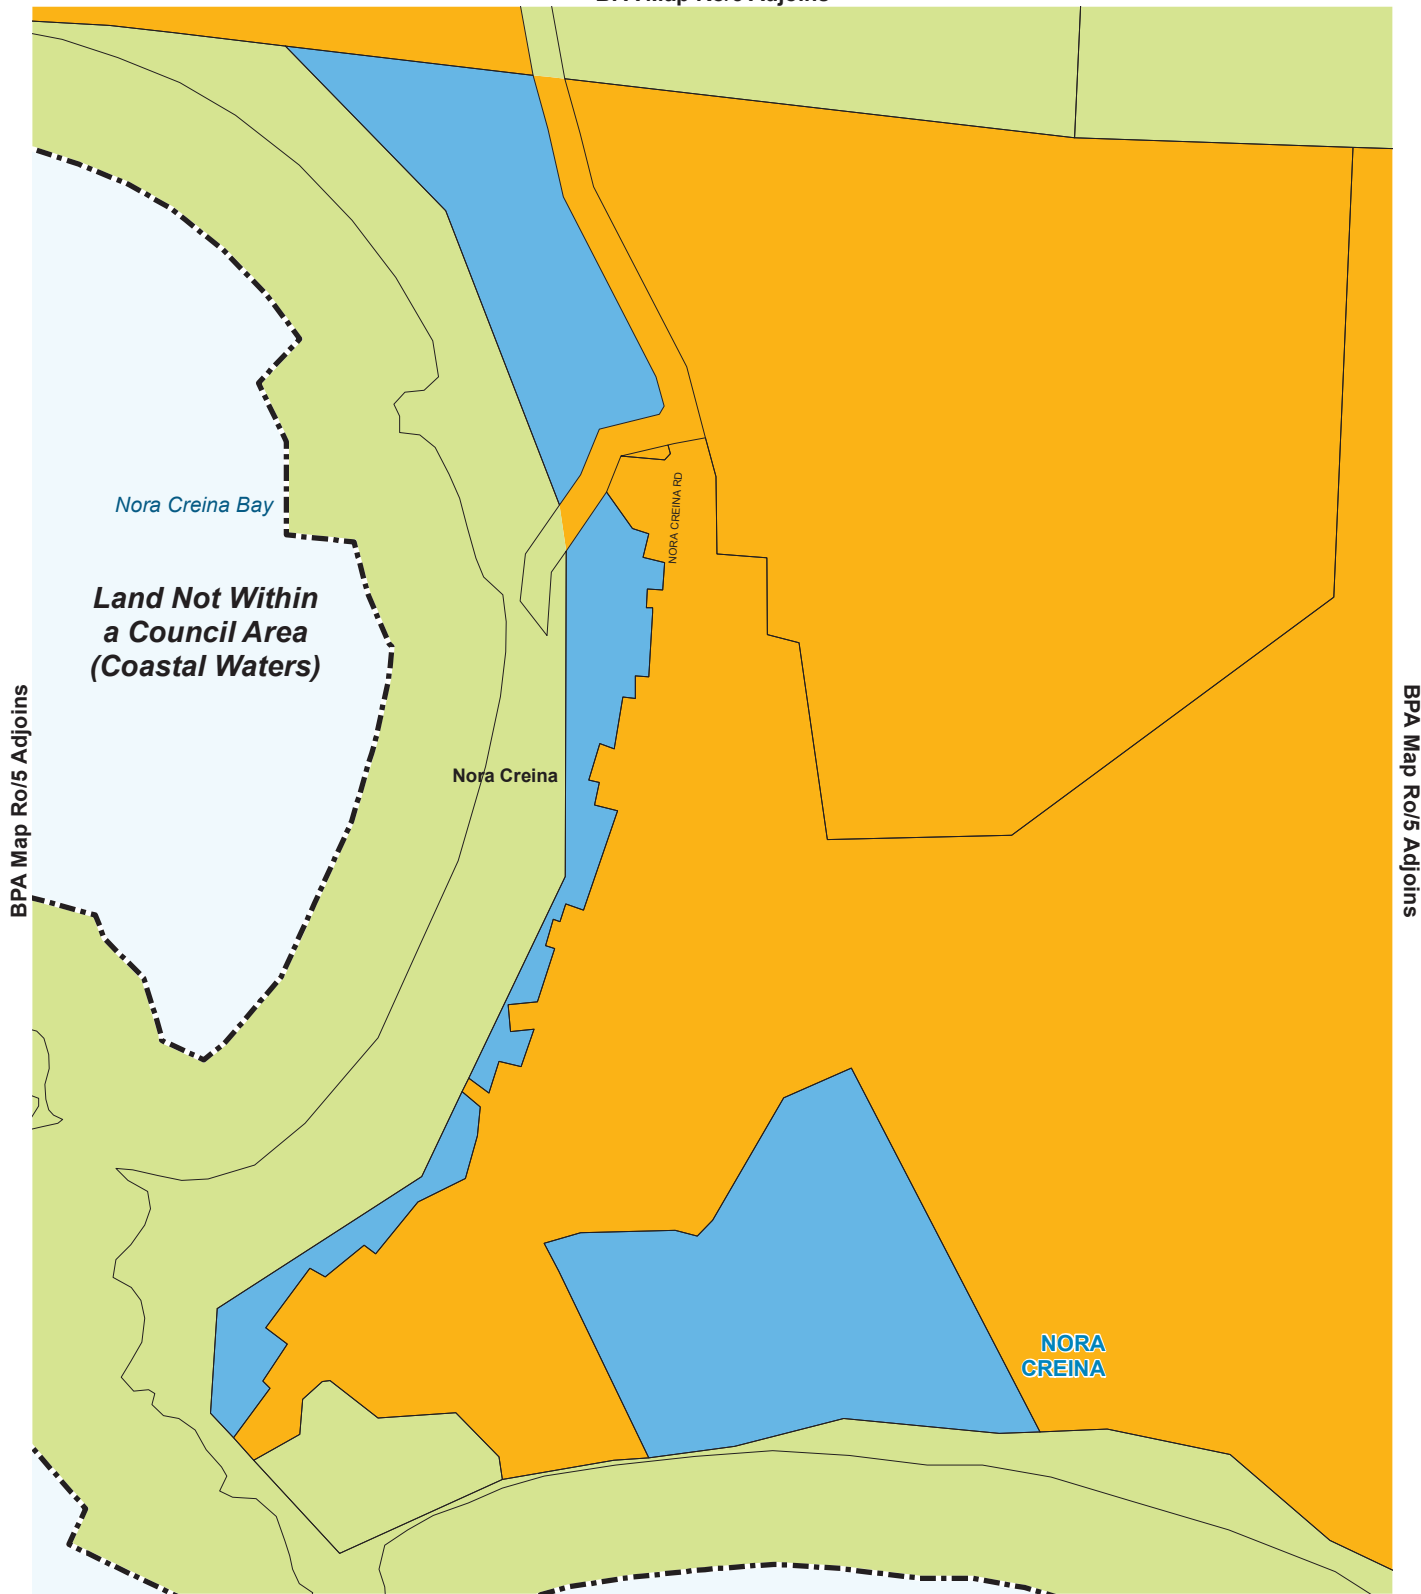 Nora Creina Bay
Land Not Within
a Council Area
(Coastal Waters)
BPA Map Ro/5 Adjoins
NORA CREINA RD
Nora Creina
BPA Map Ro/5 Adjoins
NORA
CREINA